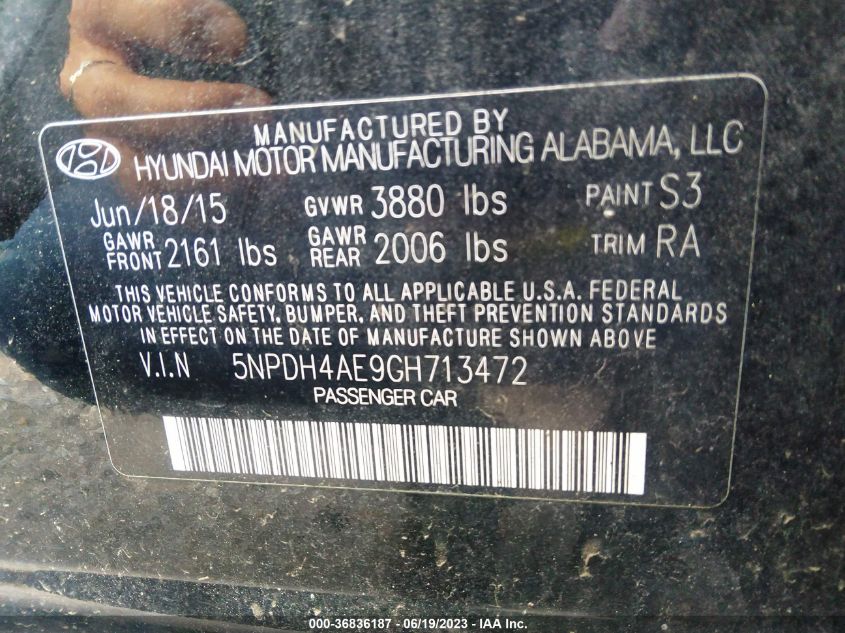 MANUFACTURED BY
HYUNDAI MOTOR MANUFACTURING ALABAMA, LLC
Jun/18/15 GVWR 3880 lbs PAINT S3
GAWR FRONT 2161 lbs GAWR REAR 2006 lbs TRIM RA
THIS VEHICLE CONFORMS TO ALL APPLICABLE U.S.A. FEDERAL
MOTOR VEHICLE SAFETY, BUMPER, AND THEFT PREVENTION STANDARDS
IN EFFECT ON THE DATE OF MANUFACTURE SHOWN ABOVE
V.I.N 5NPDH4AE9GH713472
PASSENGER CAR
000-36836187 - 06/19/2023 - IAA Inc.